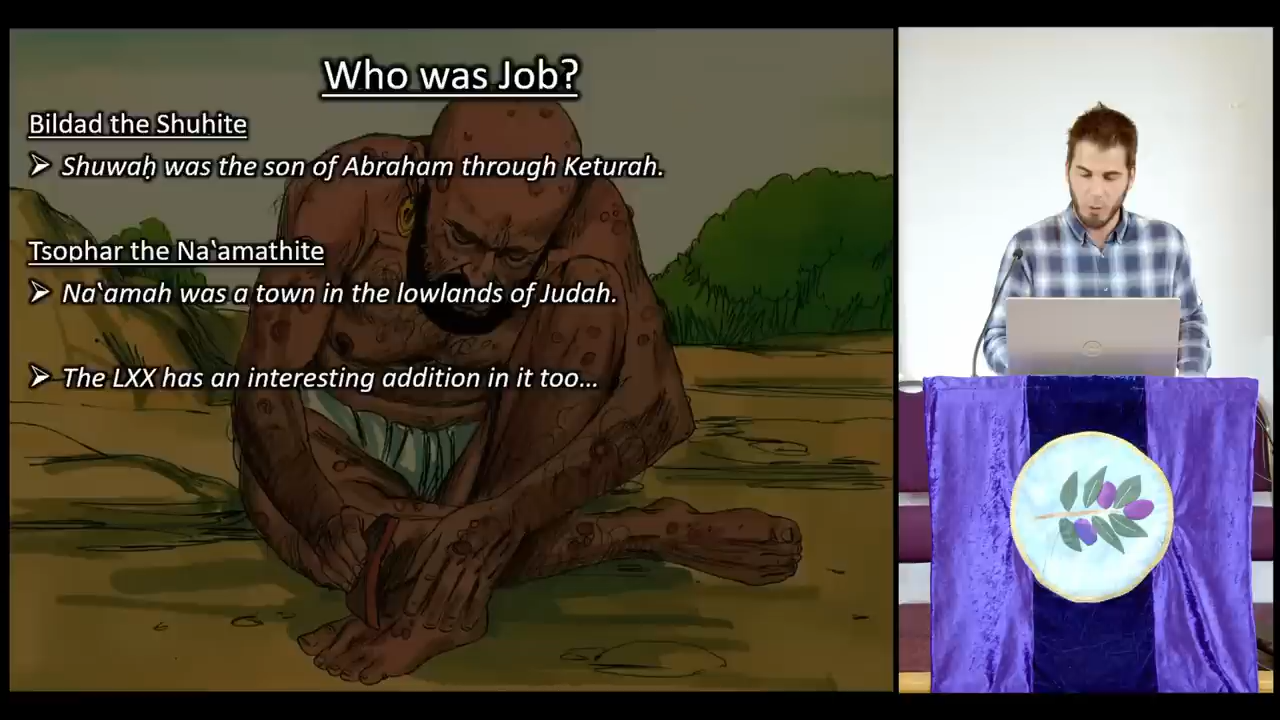 Who was Job?
Bildad the Shuhite
➢ Shuwaḥ was the son of Abraham through Keturah.
Tsophar the Naʽamathite
➢ Naʽamah was a town in the lowlands of Judah.
➢ The LXX has an interesting addition in it too...